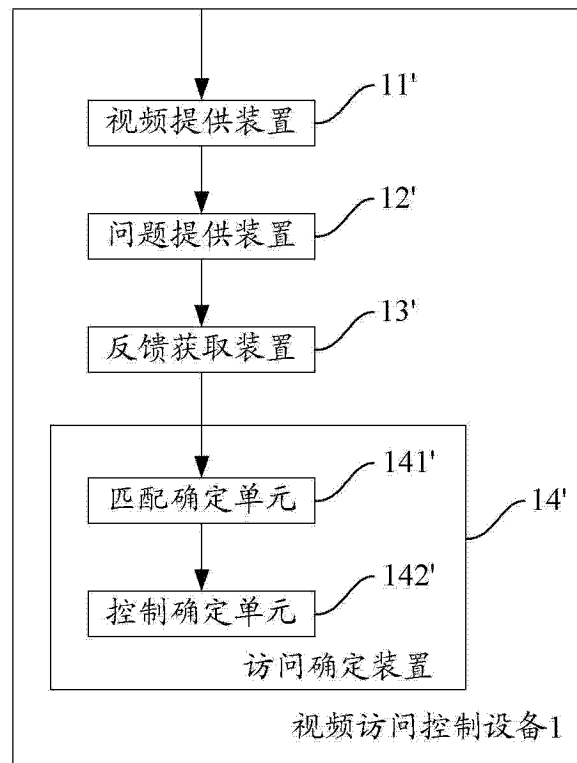 11'
视频提供装置
12'
问题提供装置
13'
反馈获取装置
141'
匹配确定单元
14'
142'
控制确定单元
访问确定装置
视频访问控制设备1